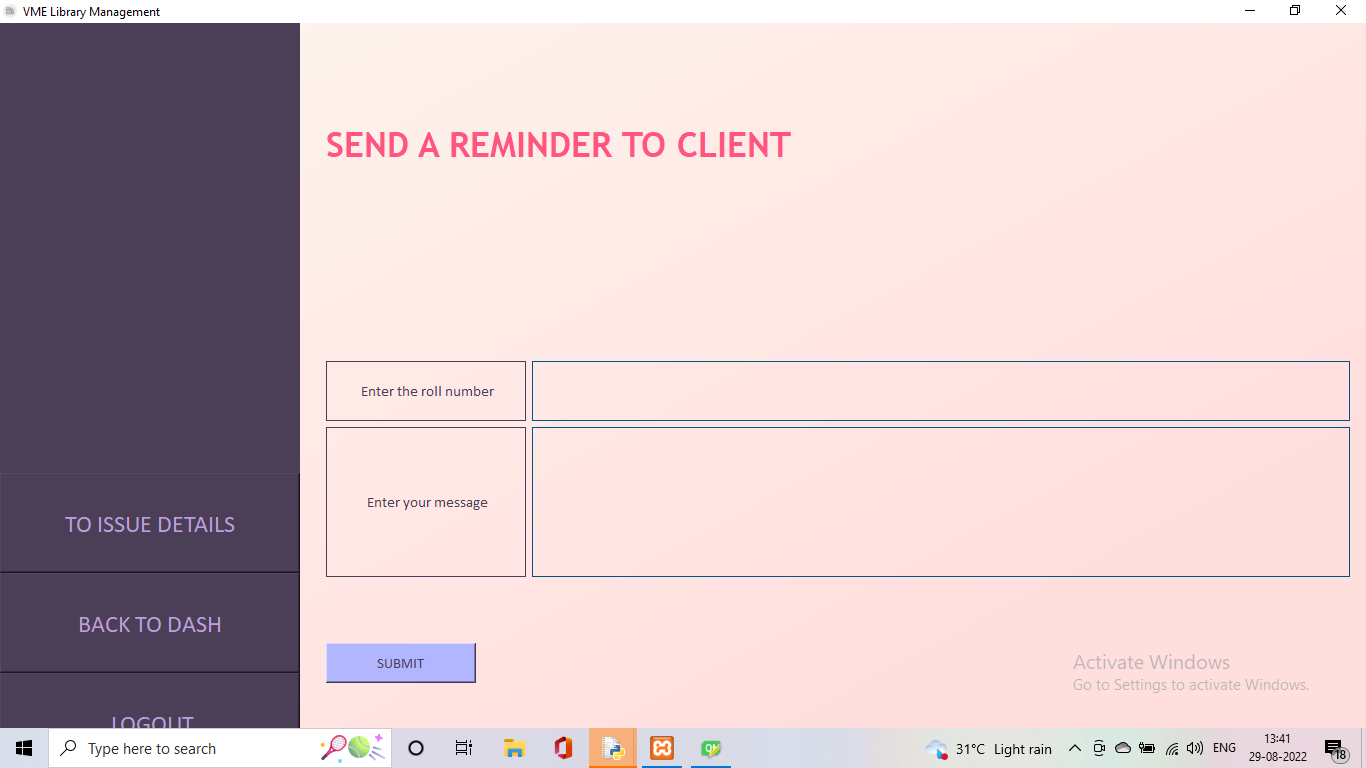 VME Library Management
SEND A REMINDER TO CLIENT
Enter the roll number
Enter your message
TO ISSUE DETAILS
BACK TO DASH
LOGOUT
SUBMIT
Activate Windows
Go to Settings to activate Windows.
Type here to search
31°C Light rain
ENG
13:41
29-08-2022
18